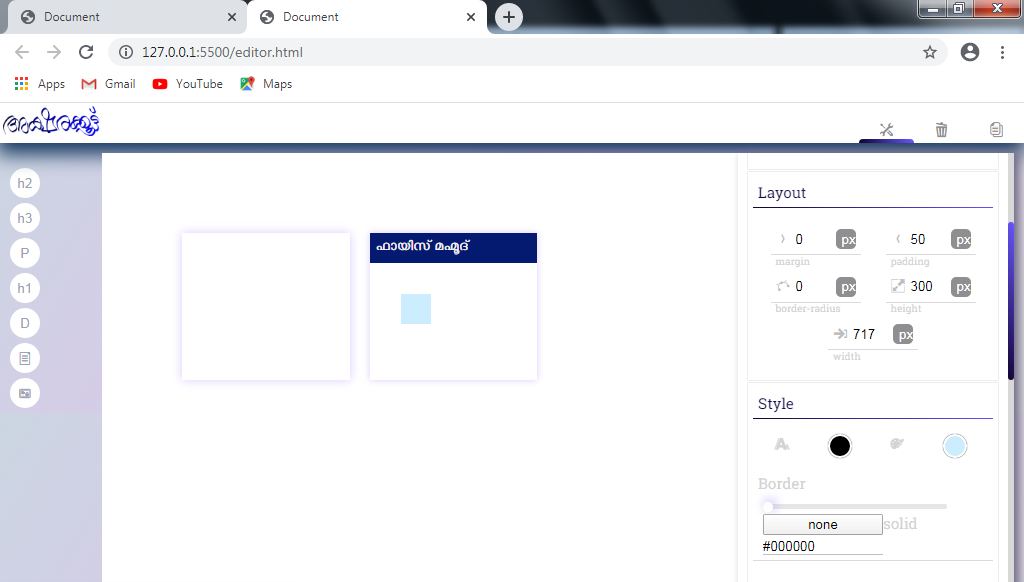 Document
Document
127.0.0.1:5500/editor.html
Apps Gmail YouTube Maps
h2
h3
P
h1
D
ഫായിസ് മഹ്മൂദ്
Layout
0 px 50 px
margin padding
0 px 300 px
border-radius height
717 px
width
Style
Border
none solid
#000000